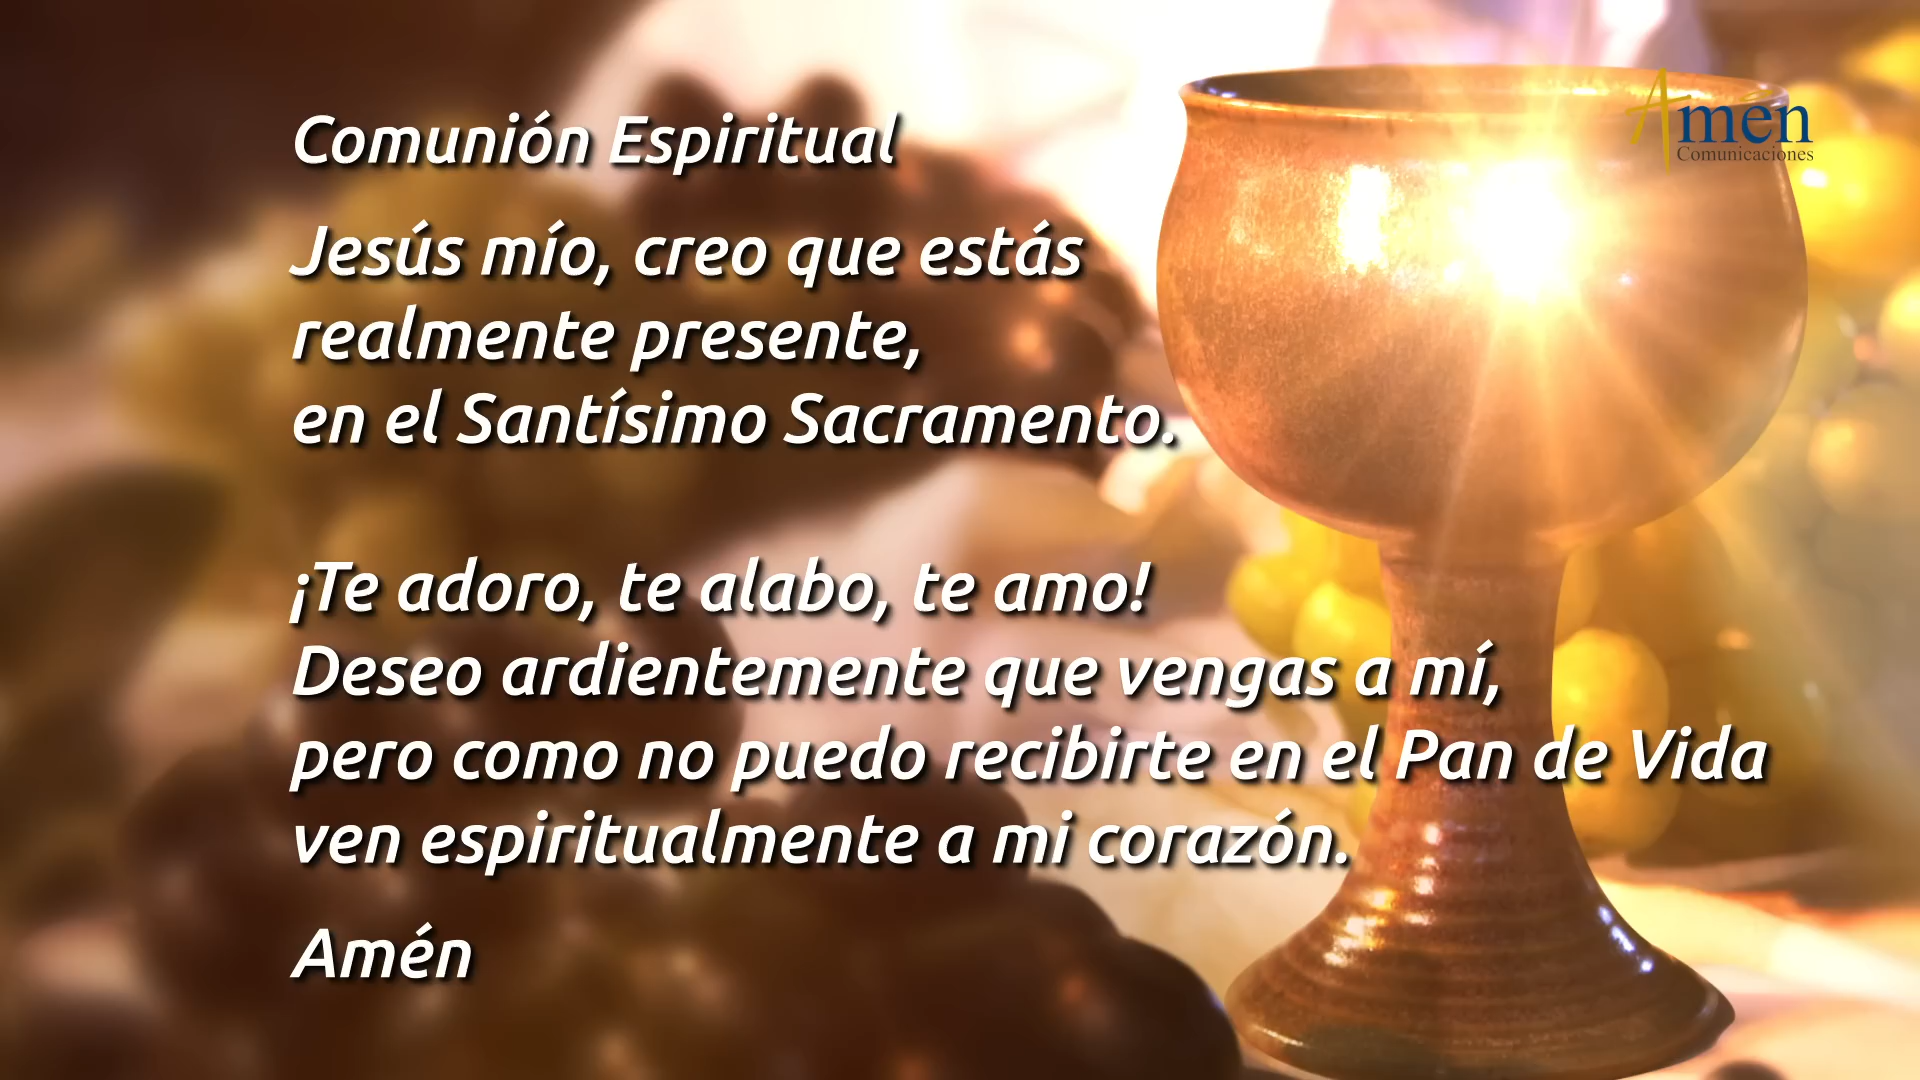 Comunión Espiritual
Jesús mío, creo que estás
realmente presente,
en el Santísimo Sacramento.
¡Te adoro, te alabo, te amo!
Deseo ardientemente que vengas a mí,
pero como no puedo recibirte en el Pan de Vida
ven espiritualmente a mi corazón.
Amén
Amén
Comunicaciones